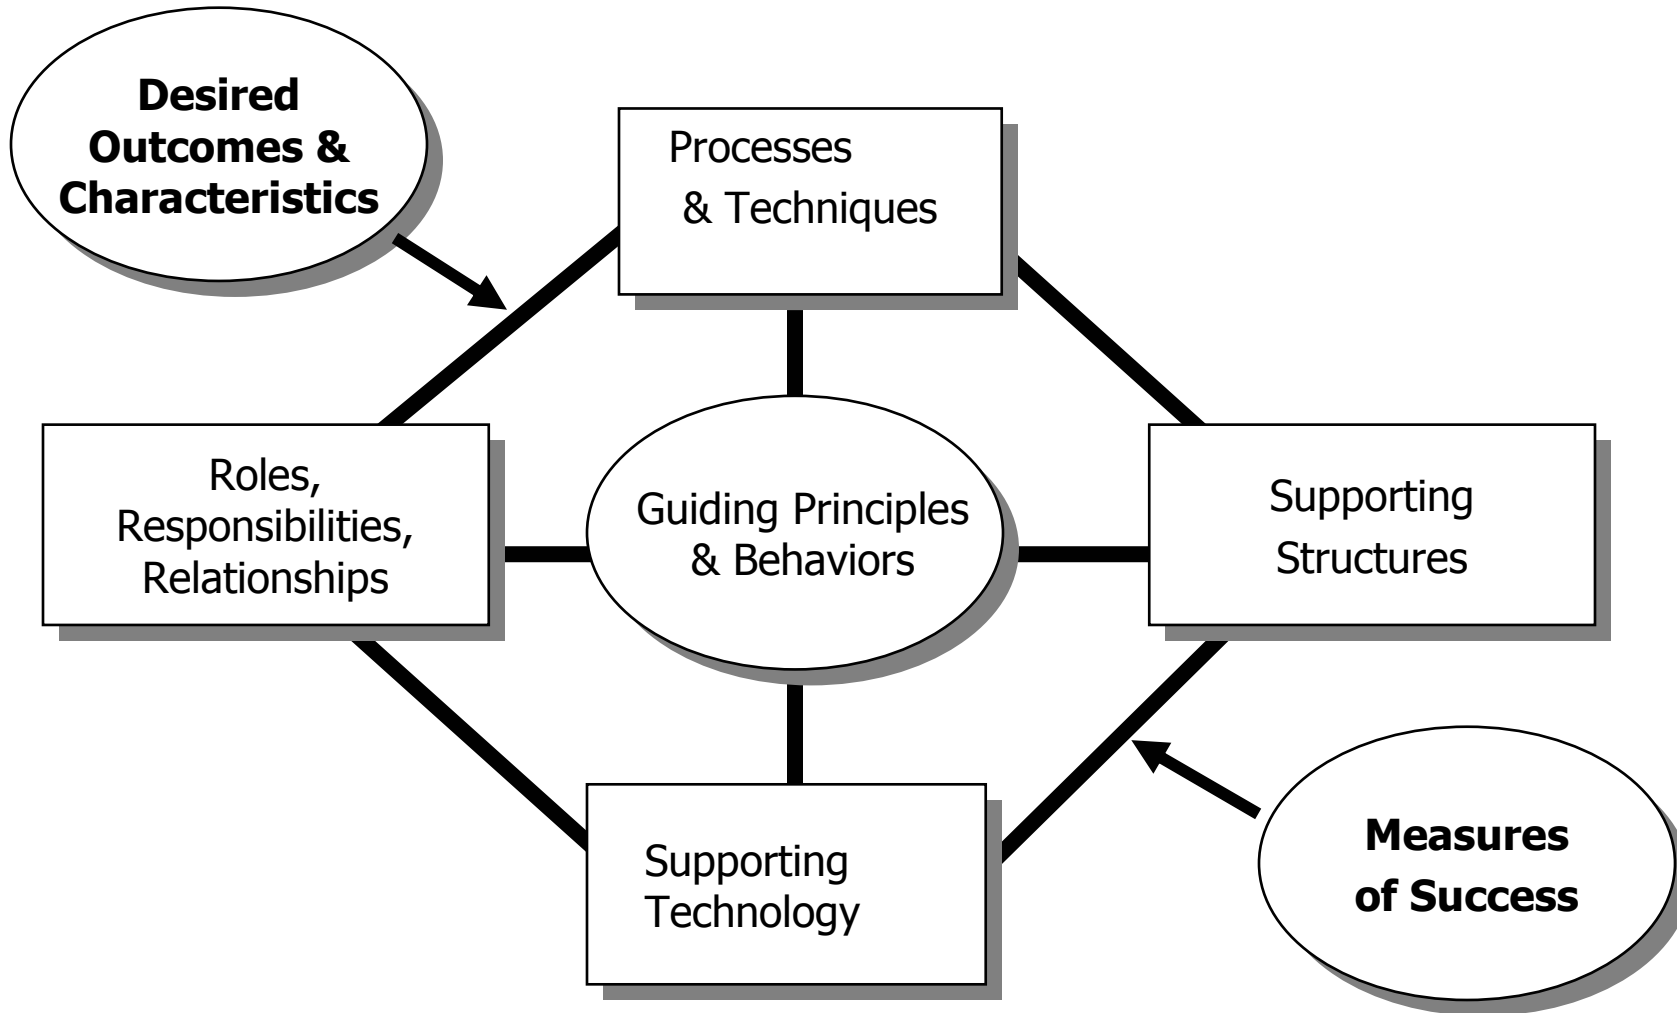 Desired
Outcomes &
Characteristics
Processes
& Techniques
Roles,
Responsibilities,
Relationships
Guiding Principles
& Behaviors
Supporting
Structures
Supporting
Technology
Measures
of Success